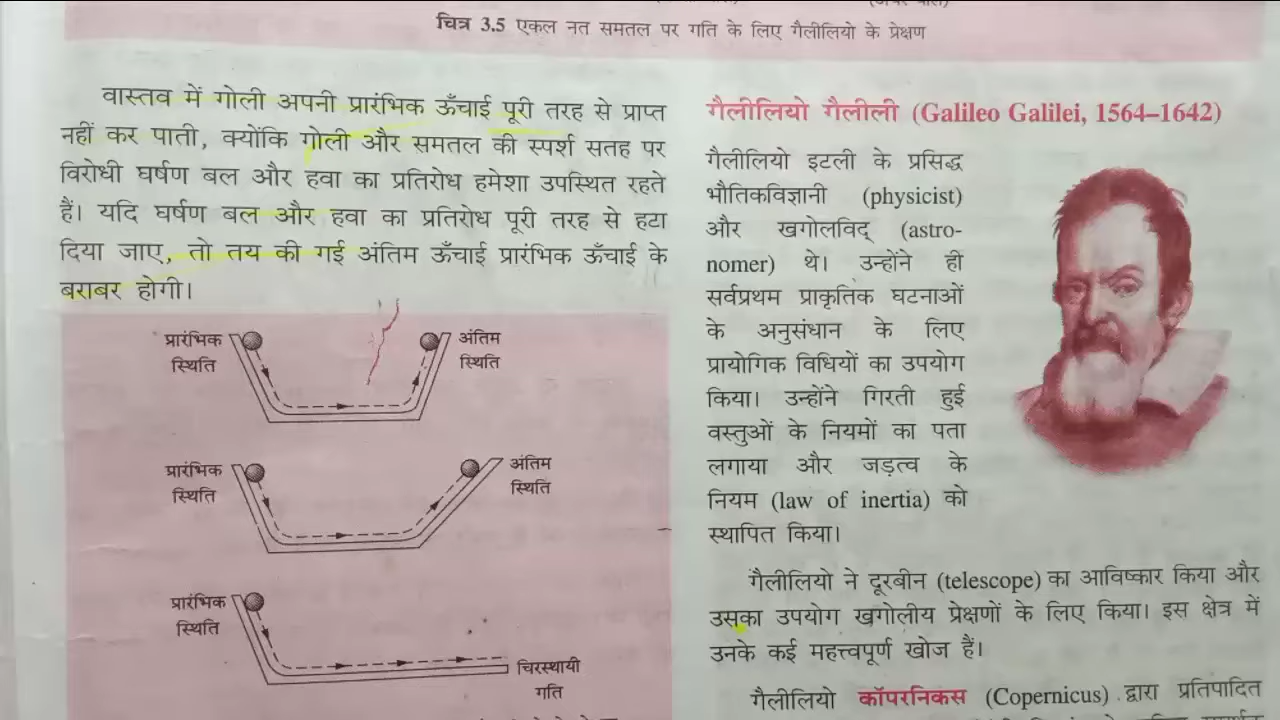 चित्र 3.5 एकल नत समतल पर गति के लिए गैलीलियो के प्रेक्षण
वास्तव में गोली अपनी प्रारंभिक ऊँचाई पूरी तरह से प्राप्त
नहीं कर पाती, क्योंकि गोली और समतल की स्पर्श सतह पर
विरोधी घर्षण बल और हवा का प्रतिरोध हमेशा उपस्थित रहते
हैं। यदि घर्षण बल और हवा का प्रतिरोध पूरी तरह से हटा
दिया जाए, तो तय की गई अंतिम ऊँचाई प्रारंभिक ऊँचाई के
बराबर होगी।
प्रारंभिक
स्थिति
अंतिम
स्थिति
प्रारंभिक
स्थिति
अंतिम
स्थिति
प्रारंभिक
स्थिति
चिरस्थायी
गति
गैलीलियो गैलीली (Galileo Galilei, 1564–1642)
गैलीलियो इटली के प्रसिद्ध
भौतिकविज्ञानी (physicist)
और खगोलविद् (astro-
nomer) थे। उन्होंने ही
सर्वप्रथम प्राकृतिक घटनाओं
के अनुसंधान के लिए
प्रायोगिक विधियों का उपयोग
किया। उन्होंने गिरती हुई
वस्तुओं के नियमों का पता
लगाया और जड़त्व के
नियम (law of inertia) को
स्थापित किया।
गैलीलियो ने दूरबीन (telescope) का आविष्कार किया और
उसका उपयोग खगोलीय प्रेक्षणों के लिए किया। इस क्षेत्र में
उनके कई महत्त्वपूर्ण खोज हैं।
गैलीलियो कॉपरनिकस (Copernicus) द्वारा प्रतिपादित